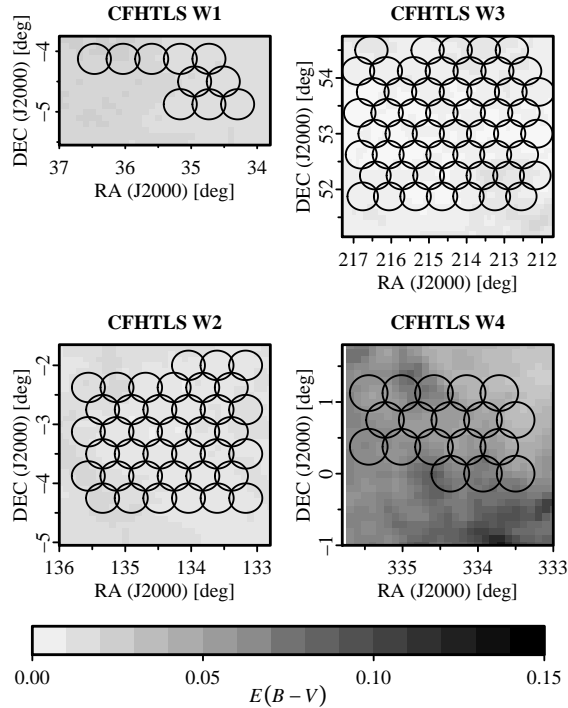 CFHTLS W1
DEC (J2000) [deg]
−4
−5
37 36 35 34
RA (J2000) [deg]
CFHTLS W3
DEC (J2000) [deg]
54
53
52
217 216 215 214 213 212
RA (J2000) [deg]
CFHTLS W2
DEC (J2000) [deg]
−2
−3
−4
−5
136 135 134 133
RA (J2000) [deg]
CFHTLS W4
DEC (J2000) [deg]
1
0
−1
335 334 333
RA (J2000) [deg]
0.00 0.05 0.10 0.15
E(B − V)